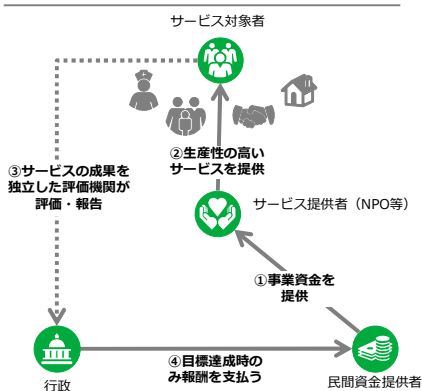 サービス対象者
②生産性の高い
サービスを提供
③サービスの成果を
独立した評価機関が
評価・報告
サービス提供者（NPO等）
①事業資金を
提供
④目標達成時の
み報酬を支払う
行政
民間資金提供者